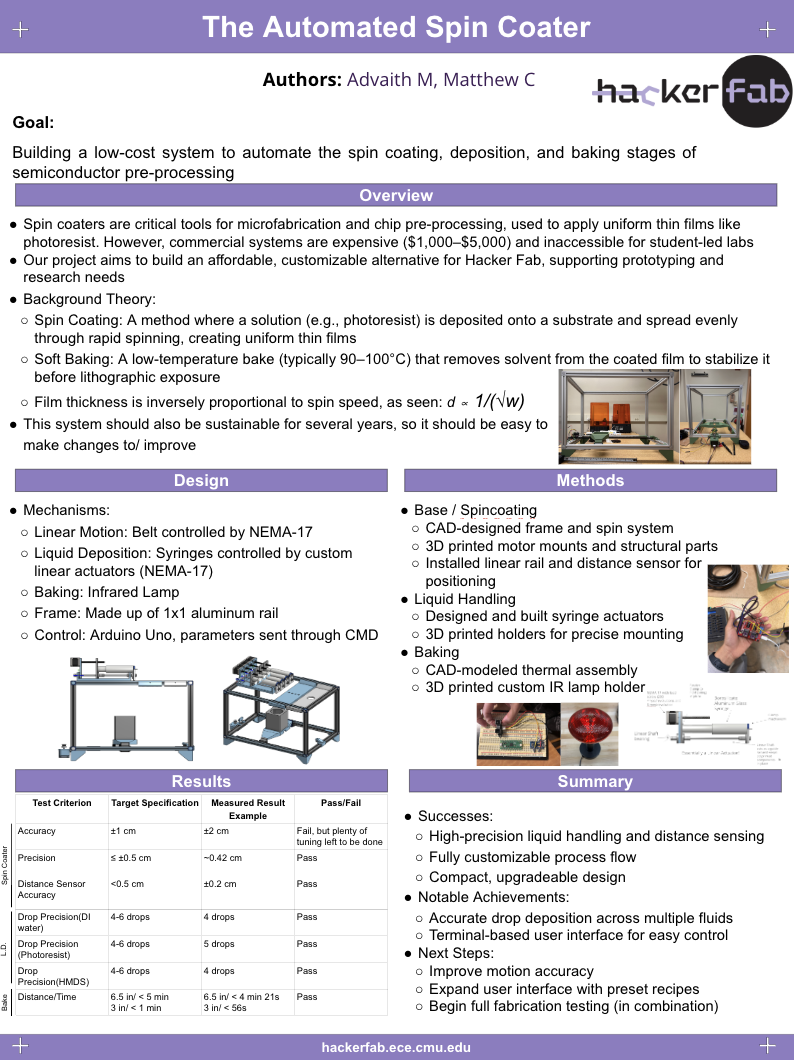 The Automated Spin Coater
Authors: Advaith M, Matthew C
hackerFab
Goal:
Building a low-cost system to automate the spin coating, deposition, and baking stages of
semiconductor pre-processing
Overview
● Spin coaters are critical tools for microfabrication and chip pre-processing, used to apply uniform thin films like
photoresist. However, commercial systems are expensive ($1,000–$5,000) and inaccessible for student-led labs
● Our project aims to build an affordable, customizable alternative for Hacker Fab, supporting prototyping and
research needs
● Background Theory:
○ Spin Coating: A method where a solution (e.g., photoresist) is deposited onto a substrate and spread evenly
through rapid spinning, creating uniform thin films
○ Soft Baking: A low-temperature bake (typically 90–100°C) that removes solvent from the coated film to stabilize it
before lithographic exposure
○ Film thickness is inversely proportional to spin speed, as seen: d ∝ 1/(√w)
● This system should also be sustainable for several years, so it should be easy to
make changes to/ improve
Design
● Mechanisms:
○ Linear Motion: Belt controlled by NEMA-17
○ Liquid Deposition: Syringes controlled by custom
linear actuators (NEMA-17)
○ Baking: Infrared Lamp
○ Frame: Made up of 1x1 aluminum rail
○ Control: Arduino Uno, parameters sent through CMD
Methods
● Base / Spincoating
○ CAD-designed frame and spin system
○ 3D printed motor mounts and structural parts
○ Installed linear rail and distance sensor for
positioning
● Liquid Handling
○ Designed and built syringe actuators
○ 3D printed holders for precise mounting
● Baking
○ CAD-modeled thermal assembly
○ 3D printed custom IR lamp holder
Results
Test Criterion Target Specification Measured Result Example Pass/Fail
Spin Coater
Accuracy ±1 cm ±2 cm Fail, but plenty of
tuning left to be done
Precision ≤ ±0.5 cm ~0.42 cm Pass
Distance Sensor <0.5 cm ±0.2 cm Pass
Accuracy
L.D.
Drop Precision(DI 4-6 drops 4 drops Pass
water)
Drop Precision 4-6 drops 5 drops Pass
(Photoresist)
Drop 4-6 drops 4 drops Pass
Precision(HMDS)
Bake
Distance/Time 6.5 in/ < 5 min 6.5 in/ < 4 min 21s Pass
3 in/ < 1 min 3 in/ < 56s
Summary
● Successes:
○ High-precision liquid handling and distance sensing
○ Fully customizable process flow
○ Compact, upgradeable design
● Notable Achievements:
○ Accurate drop deposition across multiple fluids
○ Terminal-based user interface for easy control
● Next Steps:
○ Improve motion accuracy
○ Expand user interface with preset recipes
○ Begin full fabrication testing (in combination)
hackerfab.ece.cmu.edu